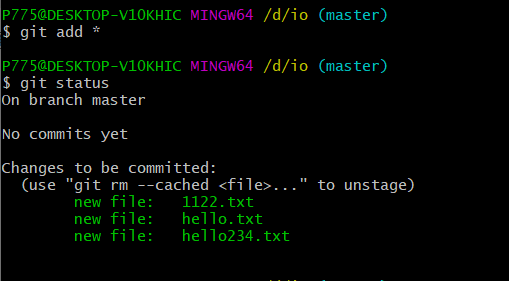 P775@DESKTOP-V10KHIC MINGW64 /d/io (master)
$ git add *
P775@DESKTOP-V10KHIC MINGW64 /d/io (master)
$ git status
On branch master
No commits yet
Changes to be committed:
(use "git rm --cached <file>..." to unstage)
new file: 1122.txt
new file: hello.txt
new file: hello234.txt